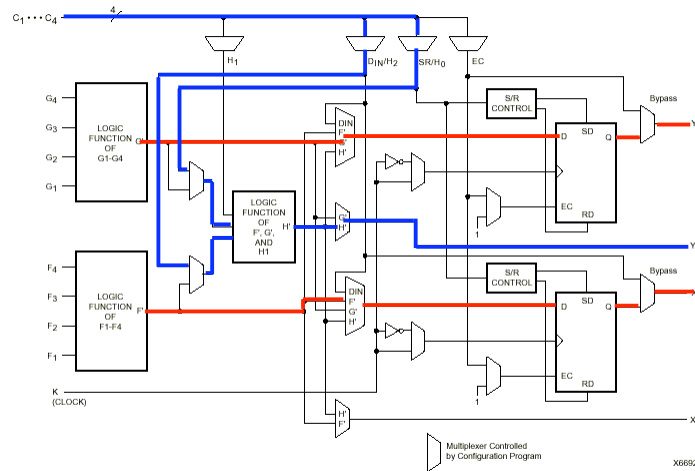 C1 ··· C4
4
H1
DIN/H2
SR/H0
EC
G4
G3
G2
G1
LOGIC
FUNCTION
OF
G1-G4
G'
DIN
F'
G'
H'
S/R
CONTROL
Bypass
D
SD
Q
EC
RD
1
Y
LOGIC
FUNCTION
OF
F', G',
AND
H1
H'
G'
H'
Y
F4
F3
F2
F1
LOGIC
FUNCTION
OF
F1-F4
F'
DIN
F'
G'
H'
S/R
CONTROL
Bypass
D
SD
Q
EC
RD
1
K
(CLOCK)
H'
F'
X
Multiplexer Controlled
by Configuration Program
X6692